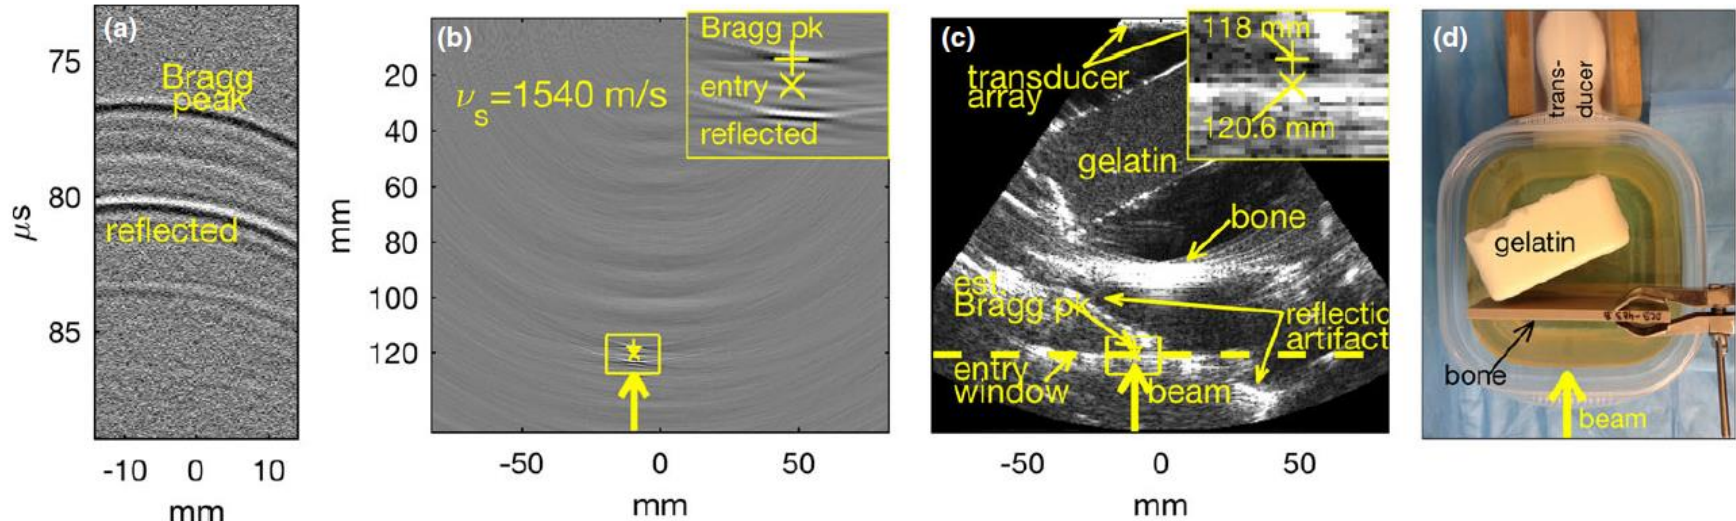 (a)
75
80
85
μs
Bragg
peak
reflected
-10 0 10
mm
(b)
20
40
60
80
100
120
mm
νs=1540 m/s
Bragg pk
entry
reflected
-50 0 50
mm
(c)
transducer
array
118 mm
120.6 mm
gelatin
bone
est.
Bragg pk
reflectio
artifact
entry
window
beam
-50 0 50
mm
(d)
trans-
ducer
gelatin
bone
beam